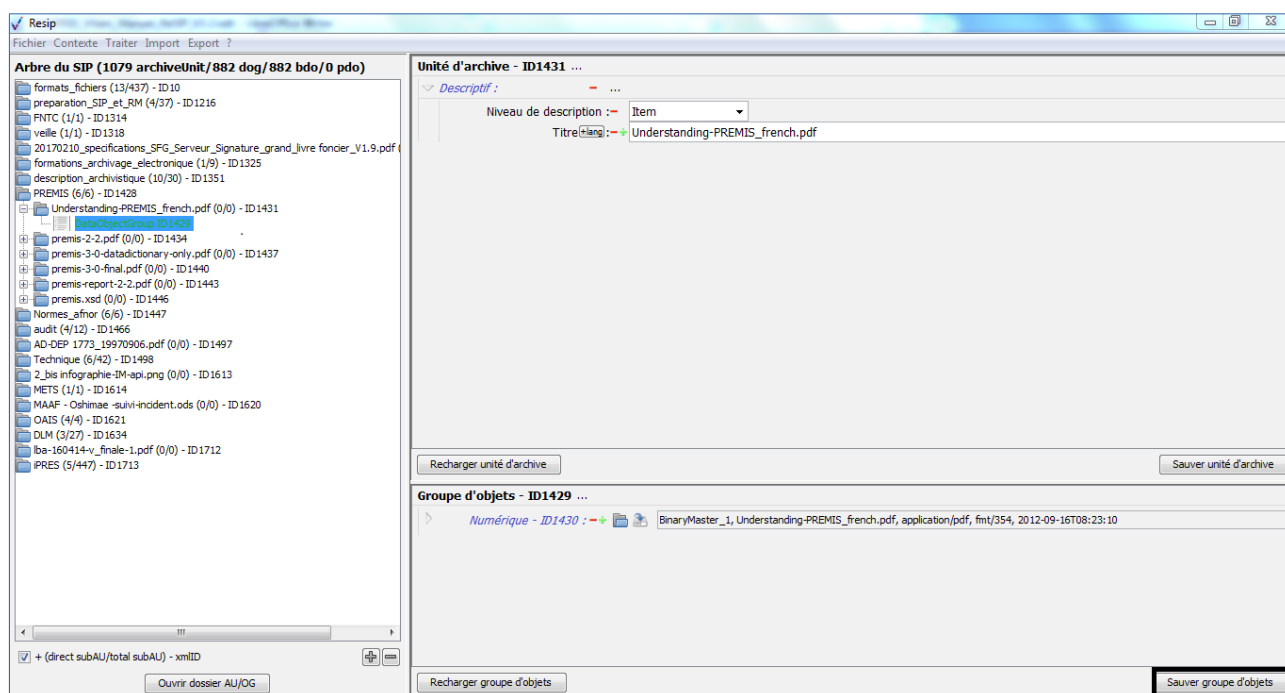 Resip
Fichier Contexte Traiter Import Export ?
Arbre du SIP (1079 archiveUnit/882 dog/882 bdo/0 pdo)
formats_fichiers (13/437) - ID10
preparation_SIP_et_RM (4/37) - ID1216
FNTC (1/1) - ID1314
veille (1/1) - ID1318
20170210_specifications_SFG_Serveur_Signature_grand_livre foncier_V1.9.pdf (
formations_archivage_electronique (1/9) - ID1325
description_archivistique (10/30) - ID1351
PREMIS (6/6) - ID1428
Understanding-PREMIS_french.pdf (0/0) - ID1431
DataObjectGroup ID1429
premis-2-2.pdf (0/0) - ID1434
premis-3-0-datadictionary-only.pdf (0/0) - ID1437
premis-3-0-final.pdf (0/0) - ID1440
premis-report-2-2.pdf (0/0) - ID1443
premis.xsd (0/0) - ID1446
Normes_afnor (6/6) - ID1447
audit (4/12) - ID1466
AD-DEP 1773_19970906.pdf (0/0) - ID1497
Technique (6/42) - ID1498
2_bis infographie-IM-api.png (0/0) - ID1613
METS (1/1) - ID1614
MAAF - Oshimae -suivi-incident.ods (0/0) - ID1620
OAIS (4/4) - ID1621
DLM (3/27) - ID1634
lba-160414-v_finale-1.pdf (0/0) - ID1712
iPRES (5/447) - ID1713
+ (direct subAU/total subAU) - xmlID
Ouvrir dossier AU/OG
Unité d'archive - ID1431 ...
Descriptif : - ...
Niveau de description :- Item
Titre +lang :-+ Understanding-PREMIS_french.pdf
Recharger unité d'archive
Sauver unité d'archive
Groupe d'objets - ID1429 ...
Numérique - ID1430 : -+ BinaryMaster_1, Understanding-PREMIS_french.pdf, application/pdf, fmt/354, 2012-09-16T08:23:10
Recharger groupe d'objets
Sauver groupe d'objets